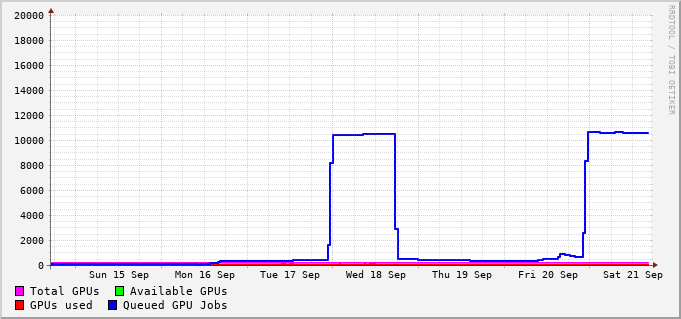 RRDTOOL / TOBI OETIKER
20000
18000
16000
14000
12000
10000
8000
6000
4000
2000
0
Sun 15 Sep Mon 16 Sep Tue 17 Sep Wed 18 Sep Thu 19 Sep Fri 20 Sep Sat 21 Sep
Total GPUs Available GPUs
GPUs used Queued GPU Jobs